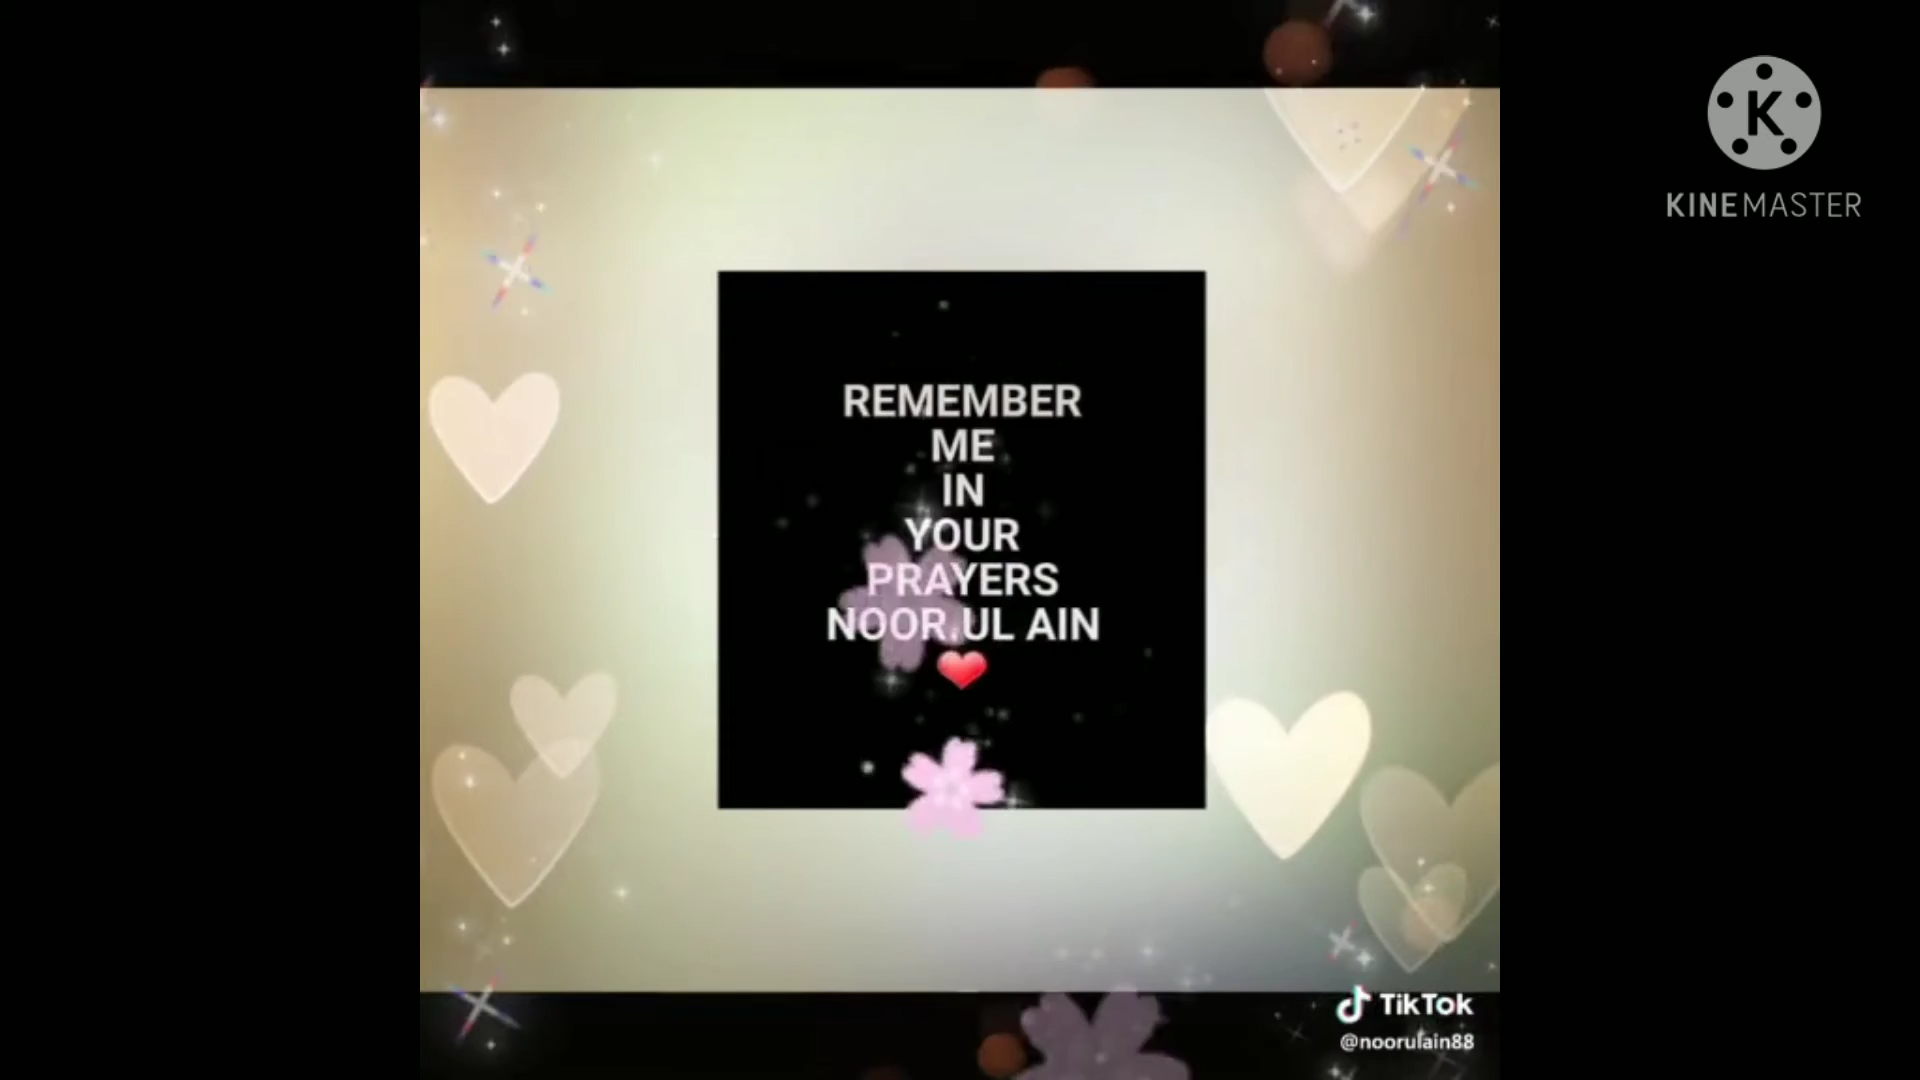 K
KINEMASTER
REMEMBER
ME
IN
YOUR
PRAYERS
NOOR.UL AIN
❤
TikTok
@noorulain88